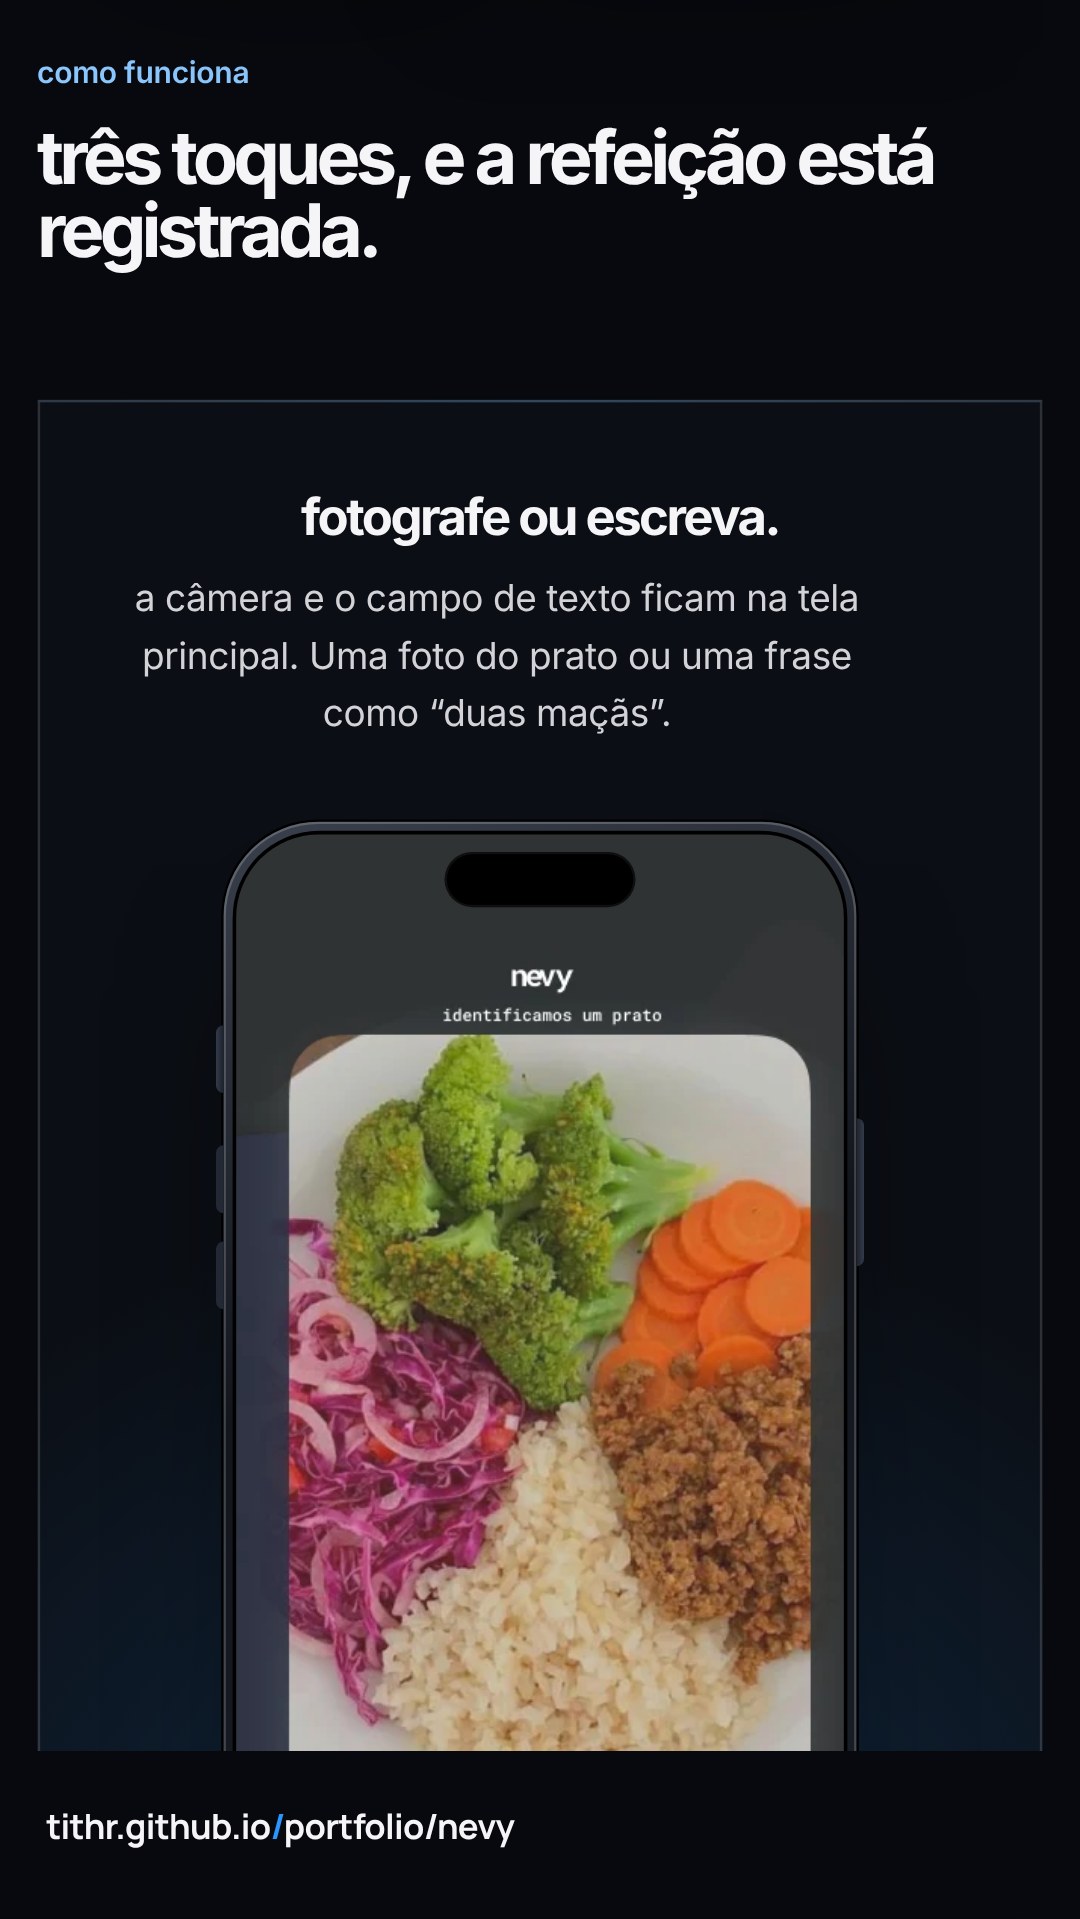 como funciona
três toques, e a refeição está
registrada.
fotografe ou escreva.
a câmera e o campo de texto ficam na tela
principal. Uma foto do prato ou uma frase
como “duas maçãs”.
nevy
identificamos um prato
tithr.github.io/portfolio/nevy